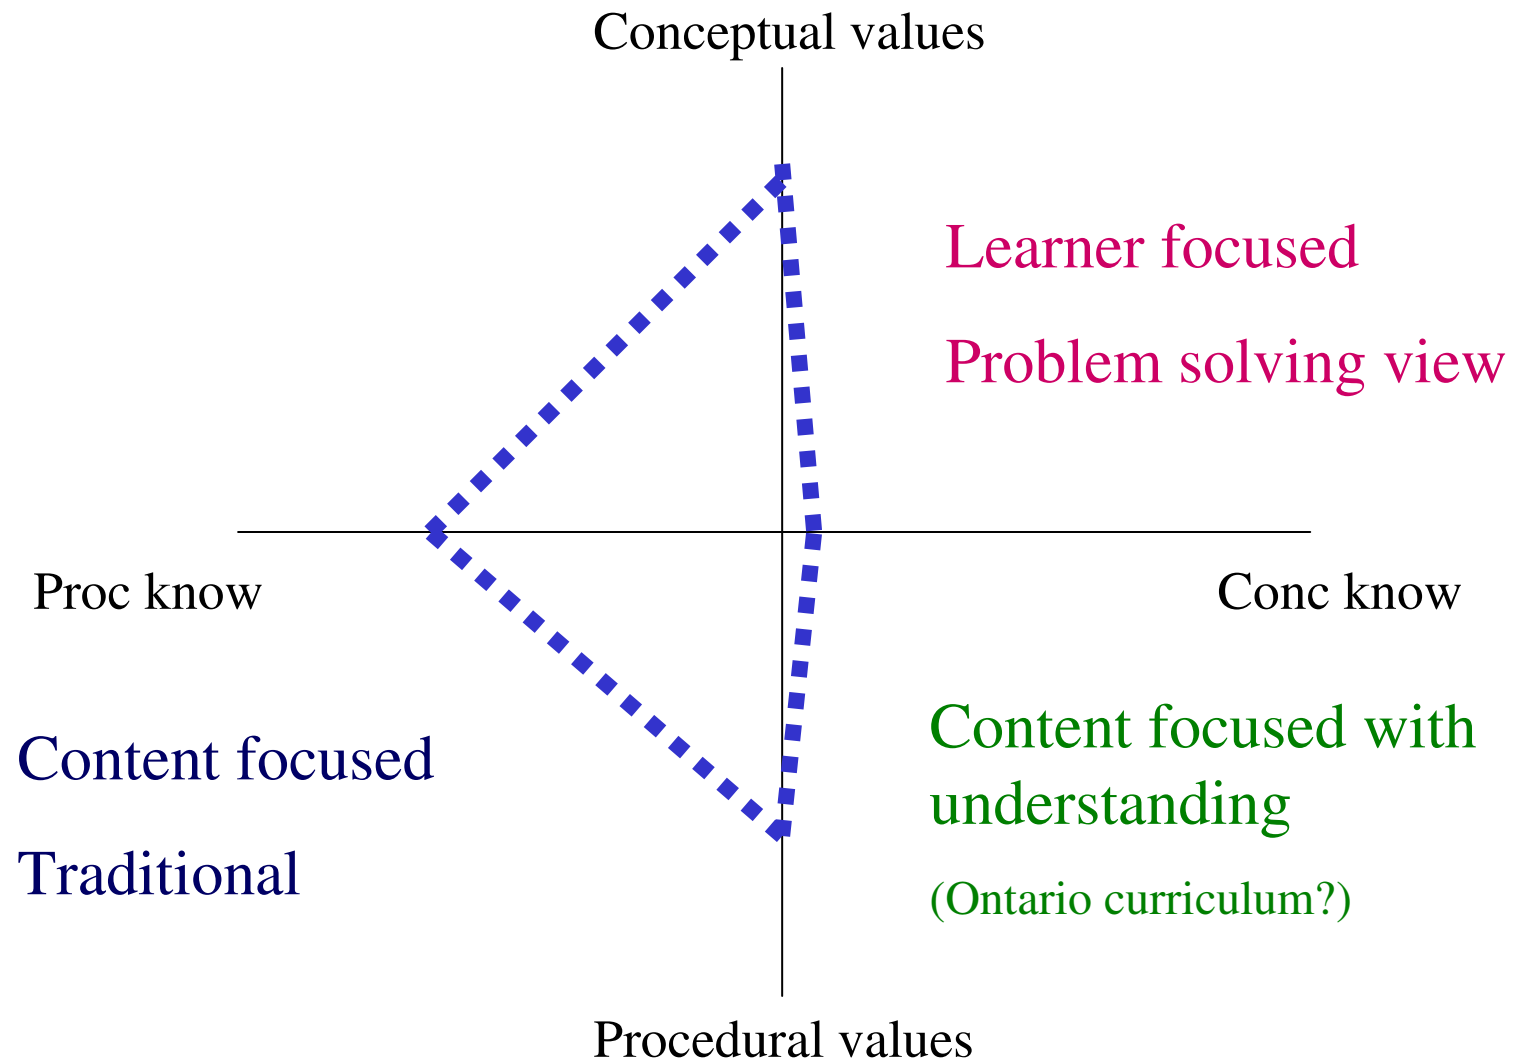 Conceptual values
Learner focused
Problem solving view
Proc know
Conc know
Content focused
Traditional
Content focused with
understanding
(Ontario curriculum?)
Procedural values